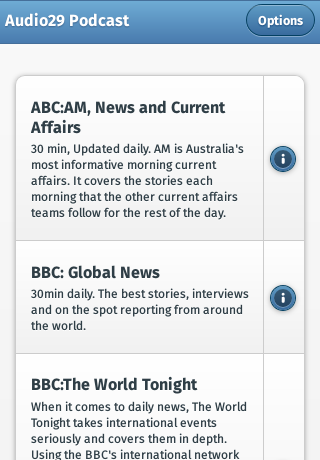 Audio29 Podcast
Options
ABC:AM, News and Current
Affairs
30 min, Updated daily. AM is Australia's
most informative morning current
affairs. It covers the stories each
morning that the other current affairs
teams follow for the rest of the day.
BBC: Global News
30min daily. The best stories, interviews
and on the spot reporting from around
the world.
BBC:The World Tonight
When it comes to daily news, The World
Tonight takes international events
seriously and covers them in depth.
Using the BBC's international network